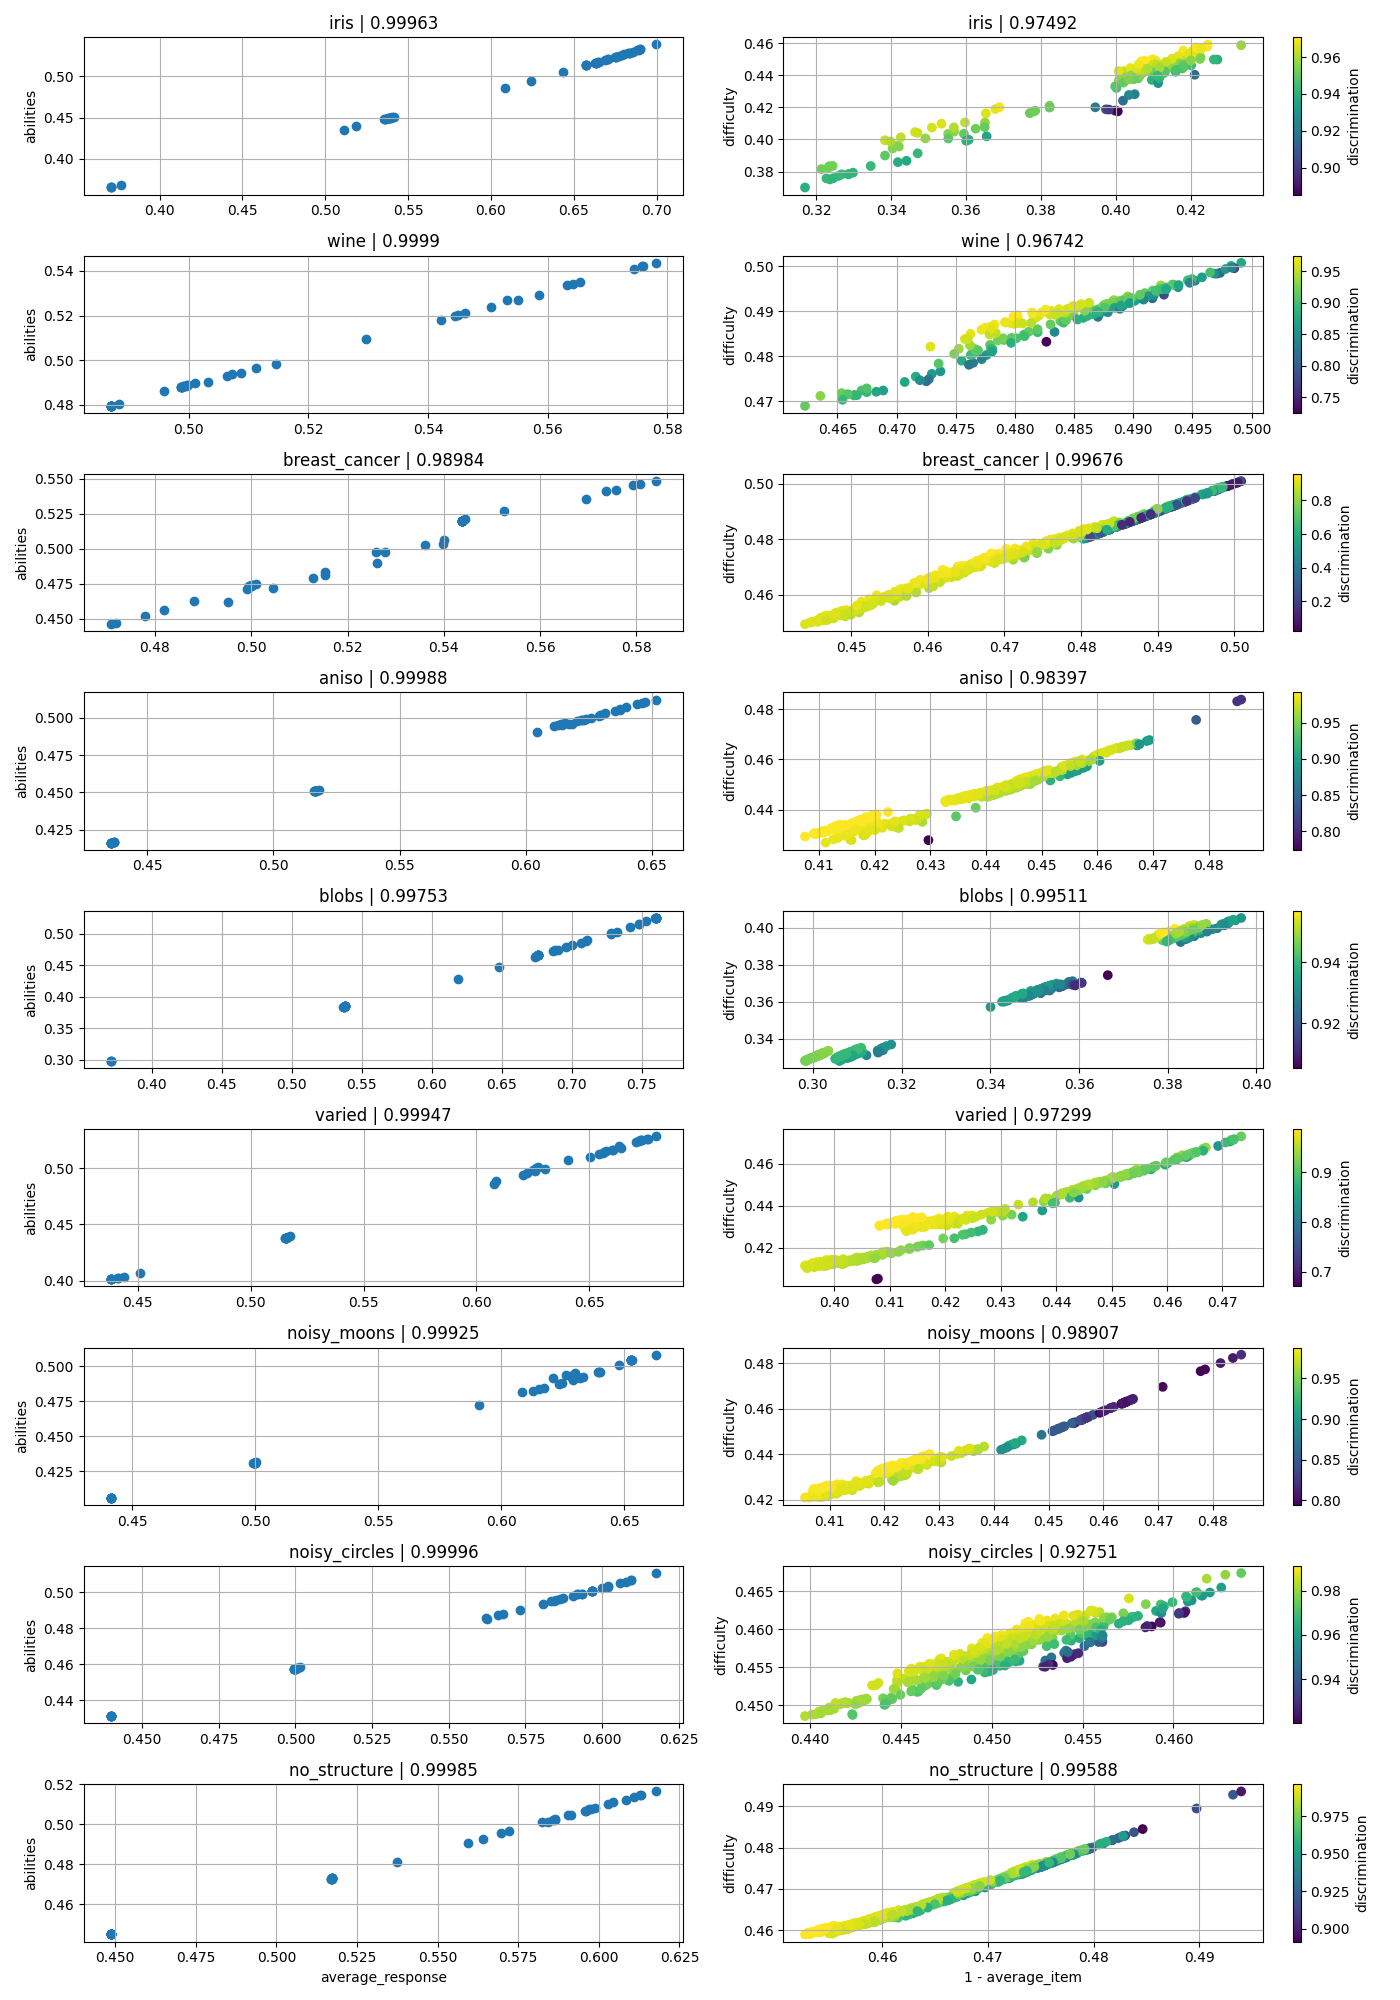 iris | 0.99963
abilities
0.50
0.45
0.40
0.40 0.45 0.50 0.55 0.60 0.65 0.70
iris | 0.97492
difficulty
0.46
0.44
0.42
0.40
0.38
0.32 0.34 0.36 0.38 0.40 0.42
0.96
0.94
0.92
0.90
discrimination
wine | 0.9999
abilities
0.54
0.52
0.50
0.48
0.50 0.52 0.54 0.56 0.58
wine | 0.96742
difficulty
0.50
0.49
0.48
0.47
0.465 0.470 0.475 0.480 0.485 0.490 0.495 0.500
0.95
0.90
0.85
0.80
0.75
discrimination
breast_cancer | 0.98984
abilities
0.550
0.525
0.500
0.475
0.450
0.48 0.50 0.52 0.54 0.56 0.58
breast_cancer | 0.99676
difficulty
0.50
0.48
0.46
0.45 0.46 0.47 0.48 0.49 0.50
0.8
0.6
0.4
0.2
discrimination
aniso | 0.99988
abilities
0.500
0.475
0.450
0.425
0.45 0.50 0.55 0.60 0.65
aniso | 0.98397
difficulty
0.48
0.46
0.44
0.41 0.42 0.43 0.44 0.45 0.46 0.47 0.48
0.95
0.90
0.85
0.80
discrimination
blobs | 0.99753
abilities
0.50
0.45
0.40
0.35
0.30
0.40 0.45 0.50 0.55 0.60 0.65 0.70 0.75
blobs | 0.99511
difficulty
0.40
0.38
0.36
0.34
0.30 0.32 0.34 0.36 0.38 0.40
0.94
0.92
discrimination
varied | 0.99947
abilities
0.50
0.45
0.40
0.45 0.50 0.55 0.60 0.65
varied | 0.97299
difficulty
0.46
0.44
0.42
0.40 0.41 0.42 0.43 0.44 0.45 0.46 0.47
0.9
0.8
0.7
discrimination
noisy_moons | 0.99925
abilities
0.500
0.475
0.450
0.425
0.45 0.50 0.55 0.60 0.65
noisy_moons | 0.98907
difficulty
0.48
0.46
0.44
0.42
0.41 0.42 0.43 0.44 0.45 0.46 0.47 0.48
0.95
0.90
0.85
0.80
discrimination
noisy_circles | 0.99996
abilities
0.50
0.48
0.46
0.44
0.450 0.475 0.500 0.525 0.550 0.575 0.600 0.625
noisy_circles | 0.92751
difficulty
0.465
0.460
0.455
0.450
0.440 0.445 0.450 0.455 0.460
0.98
0.96
0.94
discrimination
no_structure | 0.99985
abilities
0.52
0.50
0.48
0.46
0.450 0.475 0.500 0.525 0.550 0.575 0.600 0.625
average_response
no_structure | 0.99588
difficulty
0.49
0.48
0.47
0.46
0.46 0.47 0.48 0.49
1 - average_item
0.975
0.950
0.925
0.900
discrimination